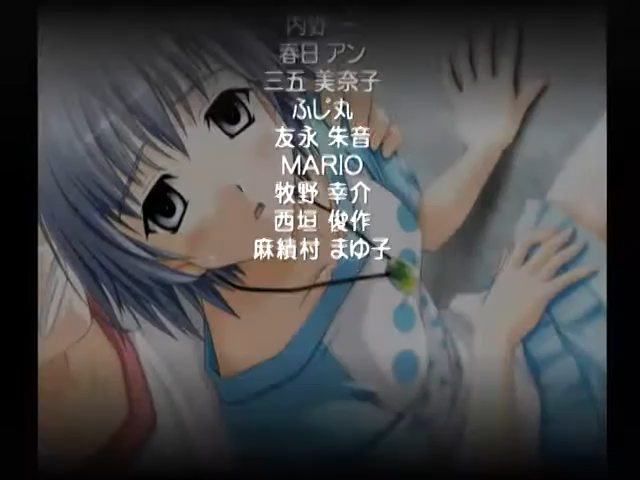 春日 アン
三五 美奈子
ふじ丸
友永 朱音
MARIO
牧野 幸介
西垣 俊作
麻績村 まゆ子